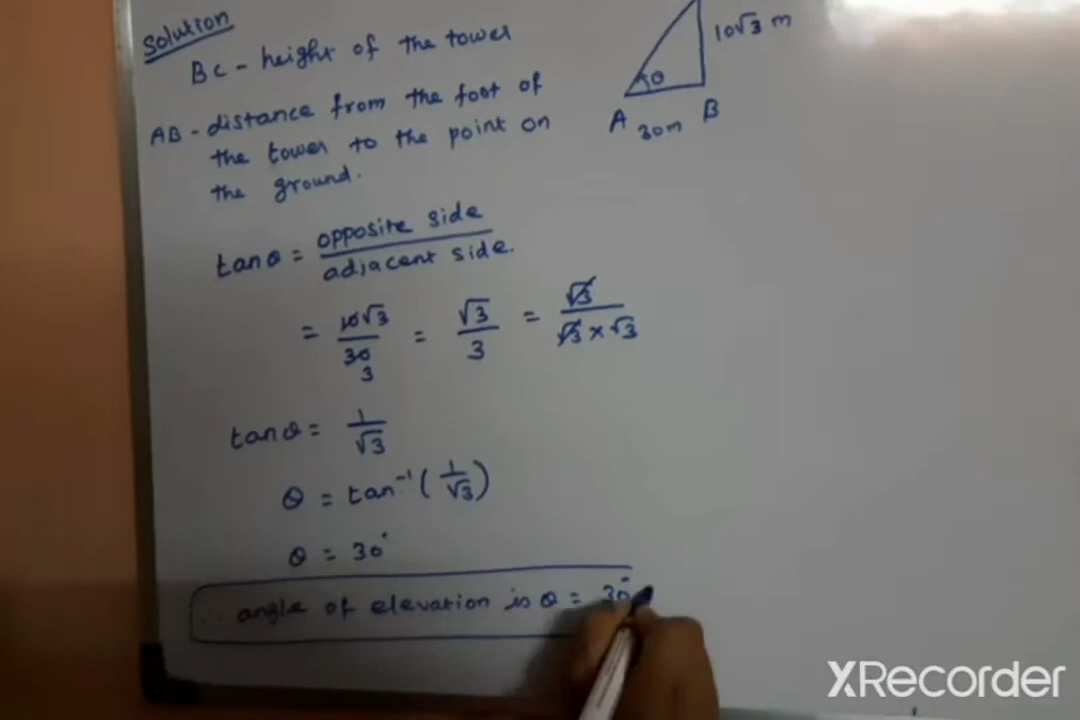 Solution
BC - height of the tower
AB - distance from the foot of
the tower to the point on
the ground.
10√3 m
θ
A
30m
B
tanθ = opposite side / adjacent side.
= 10√3 / 30 3 = √3 / 3 = √3 / √3 × √3
tanθ = 1 / √3
θ = tan⁻¹ ( 1 / √3 )
θ = 30°
∴ angle of elevation is θ = 30°
XRecorder